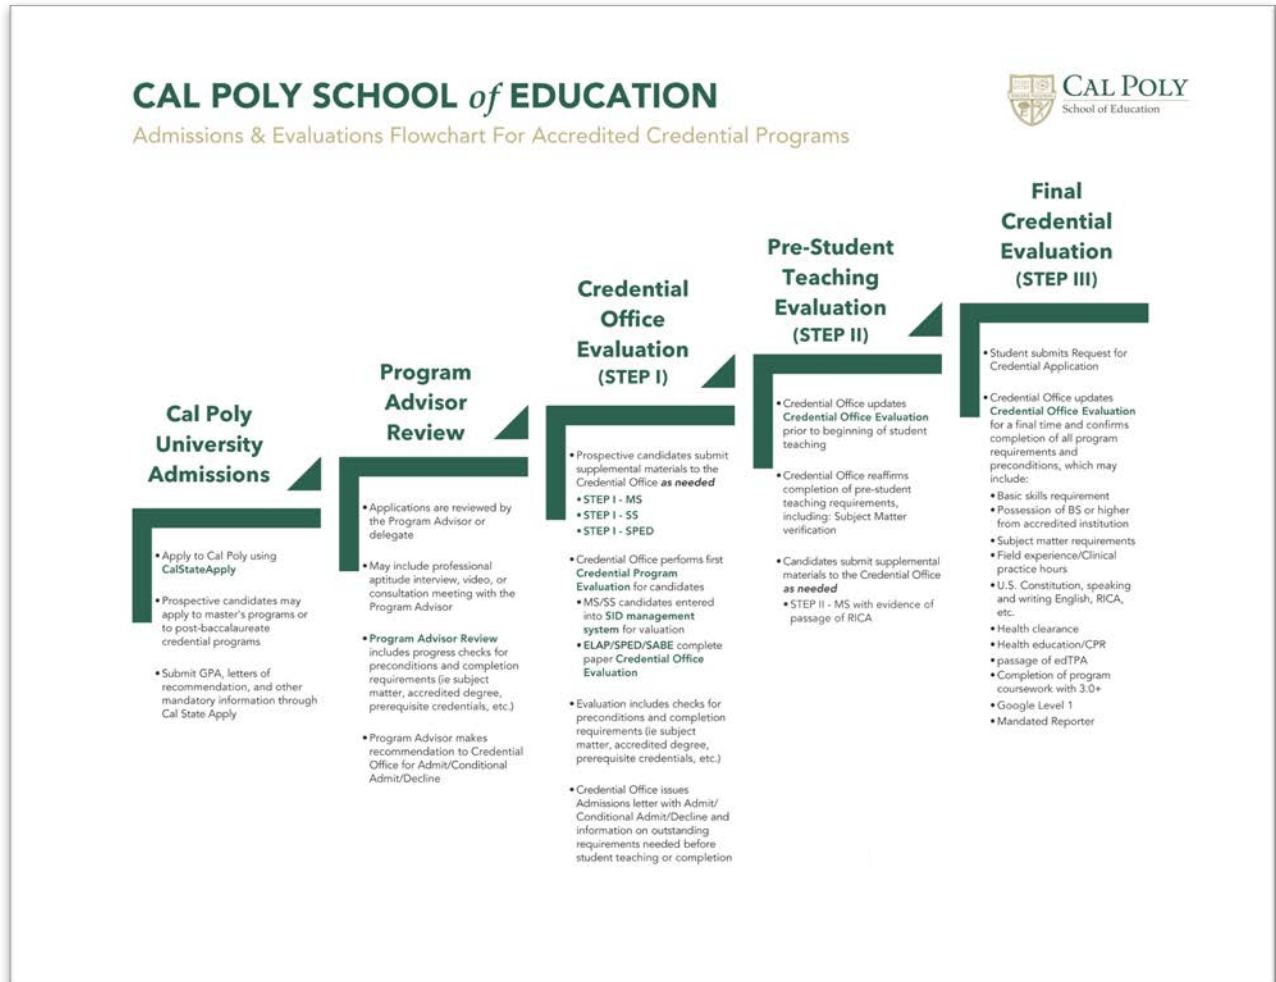 CAL POLY SCHOOL of EDUCATION
Admissions & Evaluations Flowchart For Accredited Credential Programs
CAL POLY
School of Education
Cal Poly
University
Admissions
• Apply to Cal Poly using
CalStateApply
• Prospective candidates may
apply to master's programs or
to post-baccalaureate
credential programs
• Submit GPA, letters of
recommendation, and other
mandatory information through
Cal State Apply
Program
Advisor
Review
• Applications are reviewed by
the Program Advisor or
delegate
• May include professional
aptitude interview, video, or
consultation meeting with the
Program Advisor
• Program Advisor Review
includes progress checks for
preconditions and completion
requirements (ie subject
matter, accredited degree,
prerequisite credentials, etc.)
• Program Advisor makes
recommendation to Credential
Office for Admit/Conditional
Admit/Decline
Credential
Office
Evaluation
(STEP I)
• Prospective candidates submit
supplemental materials to the
Credential Office as needed
• STEP I - MS
• STEP I - SS
• STEP I - SPED
• Credential Office performs first
Credential Program
Evaluation for candidates
• MS/SS candidates entered
into SID management
system for valuation
• ELAP/SPED/SABE complete
paper Credential Office
Evaluation
• Evaluation includes checks for
preconditions and completion
requirements (ie subject
matter, accredited degree,
prerequisite credentials, etc.)
• Credential Office issues
Admissions letter with Admit/
Conditional Admit/Decline and
information on outstanding
requirements needed before
student teaching or completion
Pre-Student
Teaching
Evaluation
(STEP II)
• Credential Office updates
Credential Office Evaluation
prior to beginning of student
teaching
• Credential Office reaffirms
completion of pre-student
teaching requirements,
including: Subject Matter
verification
• Candidates submit supplemental
materials to the Credential Office
as needed
• STEP II - MS with evidence of
passage of RICA
Final
Credential
Evaluation
(STEP III)
• Student submits Request for
Credential Application
• Credential Office updates
Credential Office Evaluation
for a final time and confirms
completion of all program
requirements and
preconditions, which may
include:
• Basic skills requirement
• Possession of BS or higher
from accredited institution
• Subject matter requirements
• Field experience/Clinical
practice hours
• U.S. Constitution, speaking
and writing English, RICA,
etc.
• Health clearance
• Health education/CPR
• passage of edTPA
• Completion of program
coursework with 3.0+
• Google Level 1
• Mandated Reporter